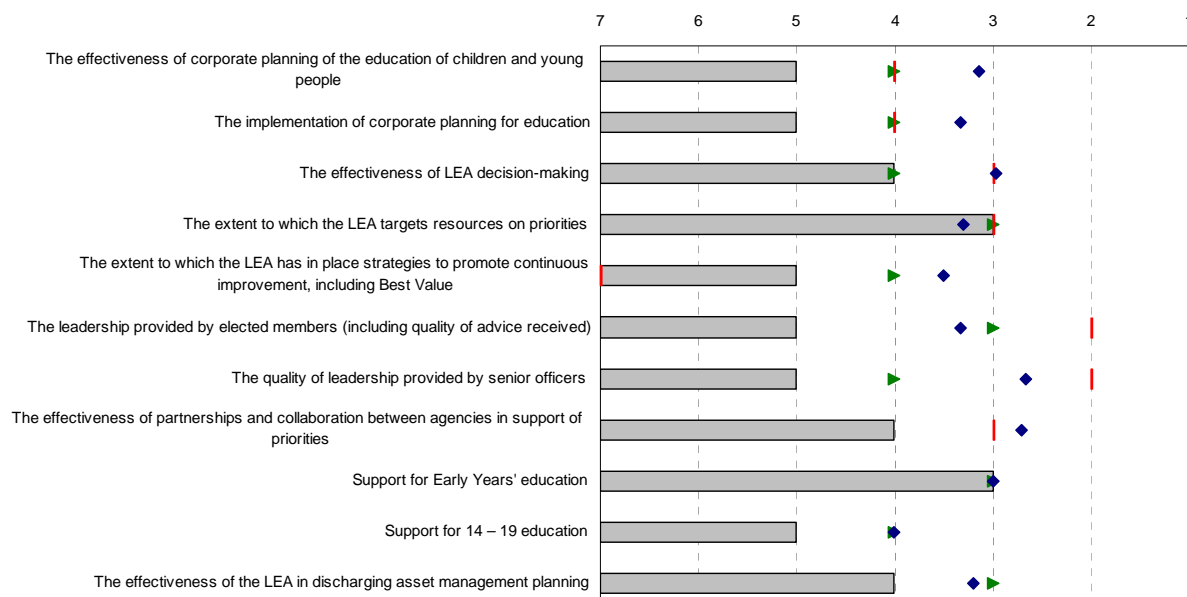 7 6 5 4 3 2
The effectiveness of corporate planning of the education of children and young
people
The implementation of corporate planning for education
The effectiveness of LEA decision-making
The extent to which the LEA targets resources on priorities
The extent to which the LEA has in place strategies to promote continuous
improvement, including Best Value
The leadership provided by elected members (including quality of advice received)
The quality of leadership provided by senior officers
The effectiveness of partnerships and collaboration between agencies in support of
priorities
Support for Early Years' education
Support for 14 – 19 education
The effectiveness of the LEA in discharging asset management planning